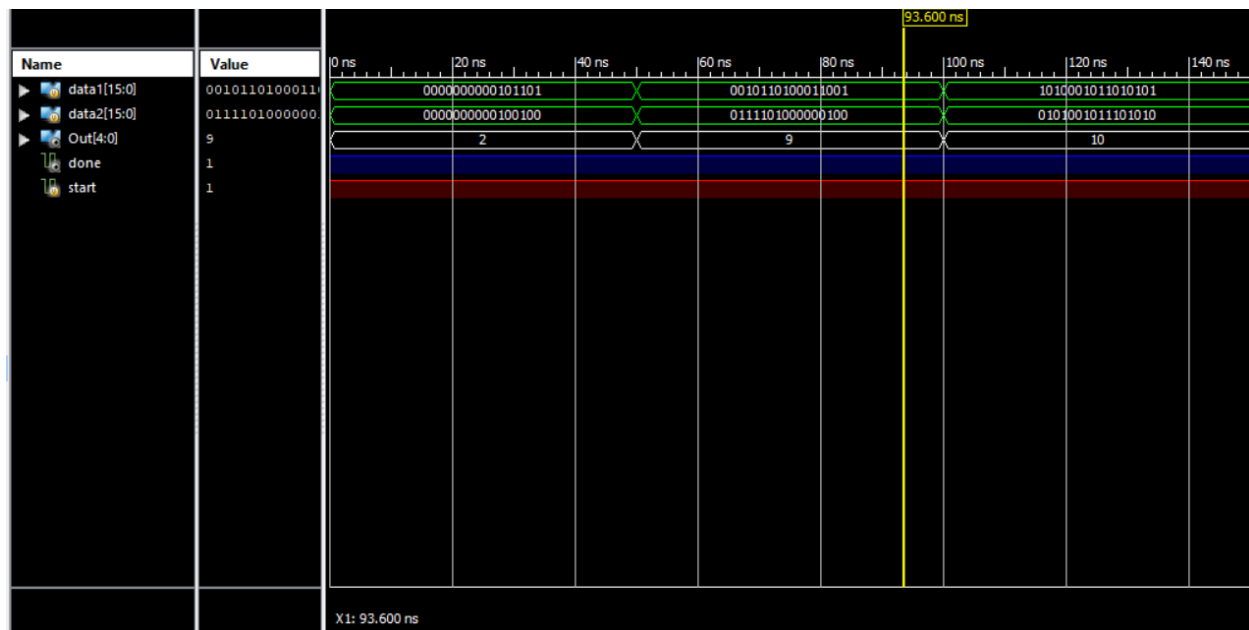 93.600 ns
Name Value 0 ns 20 ns 40 ns 60 ns 80 ns 100 ns 120 ns 140 ns
data1[15:0] 00101101000110 0000000000101101 0010110100011001 1010001011010101
data2[15:0] 0111101000000. 0000000000100100 0111101000000100 0101001011101010
Out[4:0] 9 2 9 10
done 1
start 1
X1: 93.600 ns